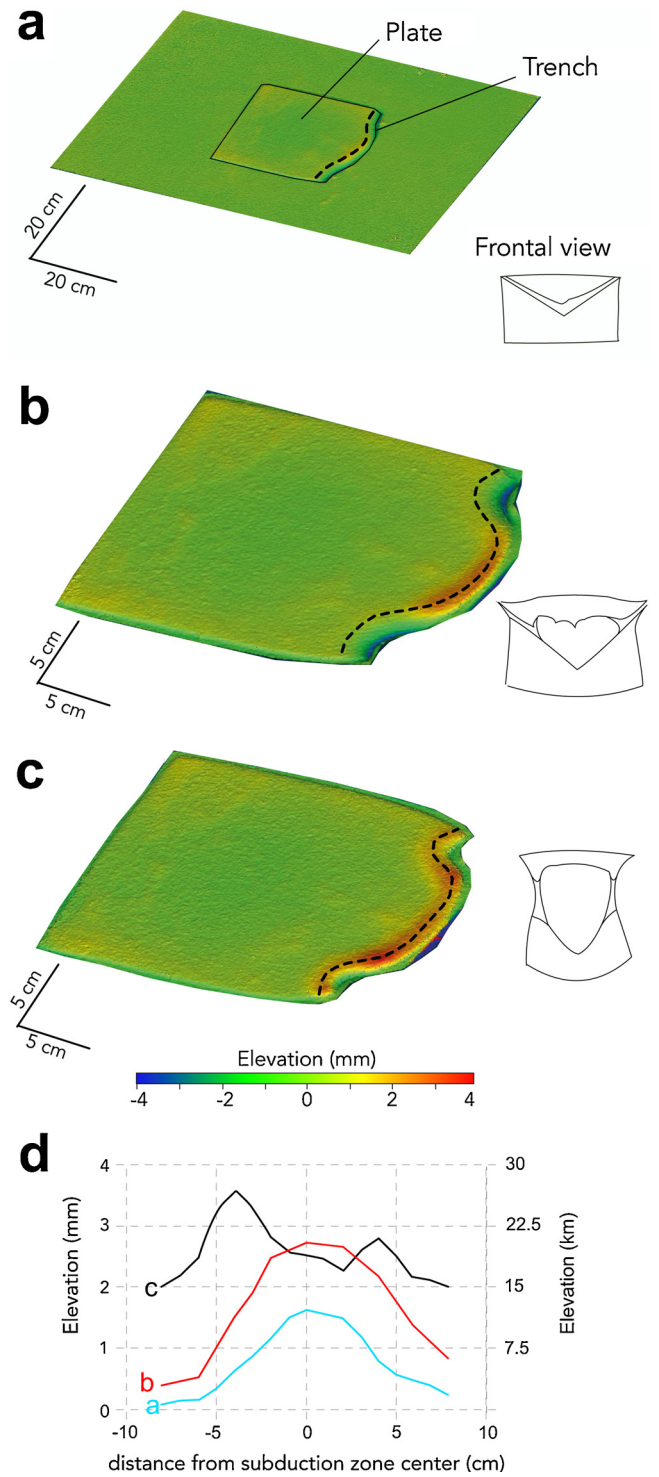 a
Plate
Trench
20 cm
20 cm
Frontal view
b
5 cm
5 cm
c
5 cm
5 cm
Elevation (mm)
-4 -2 0 2 4
d
4 30
3 22.5
2 15
1 7.5
0
Elevation (mm)
Elevation (km)
c
b
a
-10 -5 0 5 10
distance from subduction zone center (cm)